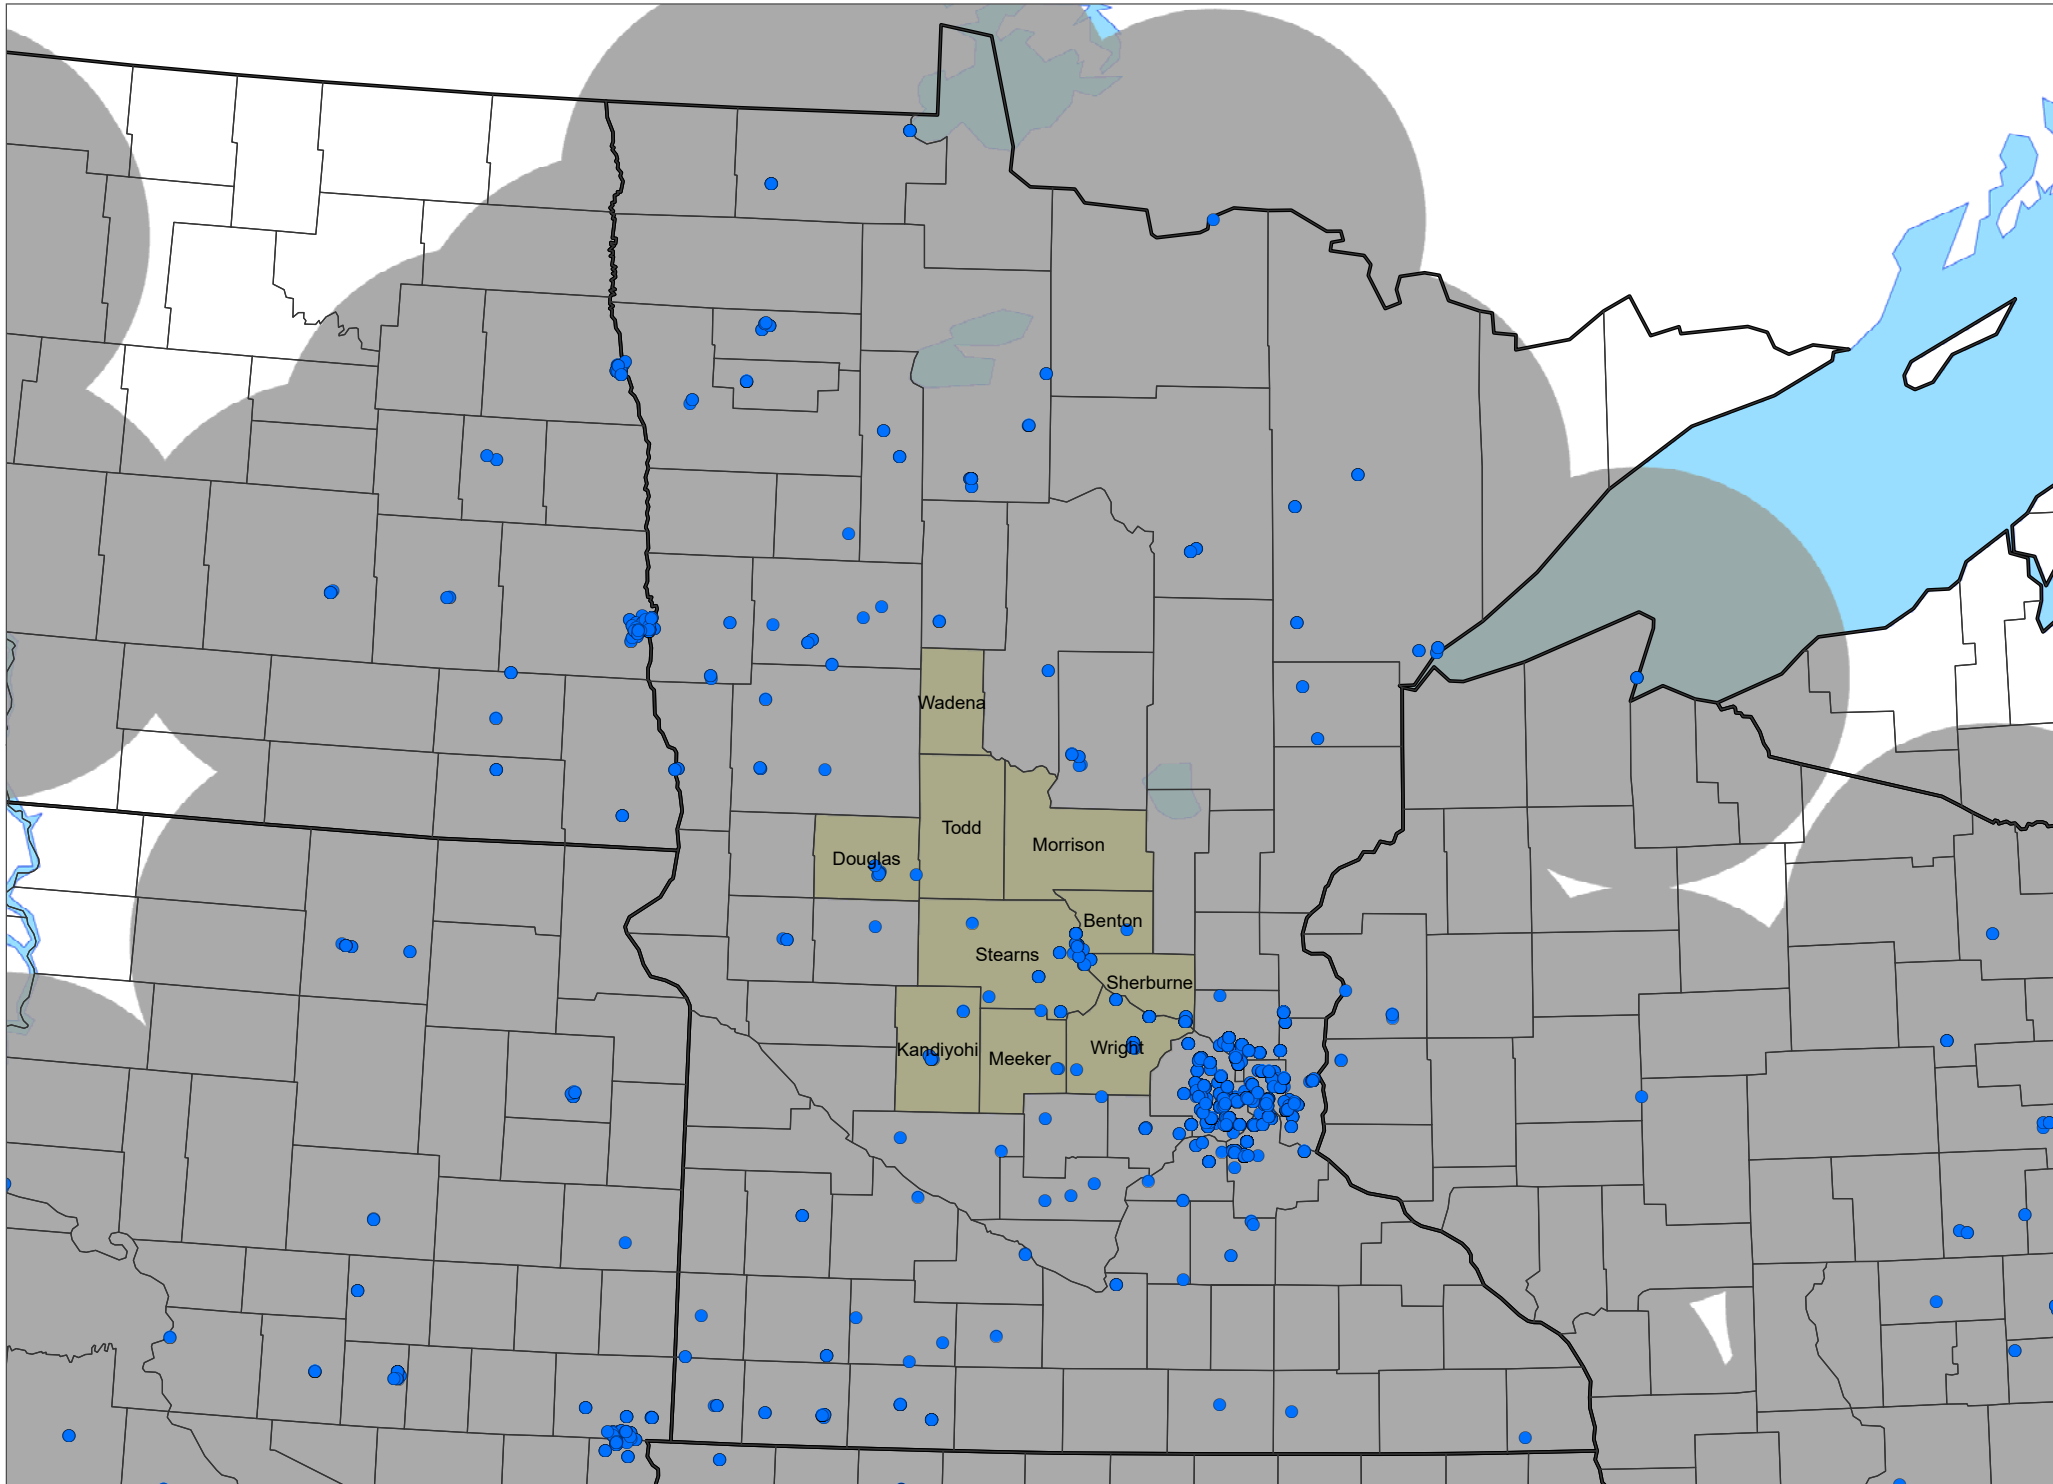 Wadena
Todd
Morrison
Douglas
Benton
Stearns
Sherburne
Kandiyohi
Meeker
Wright